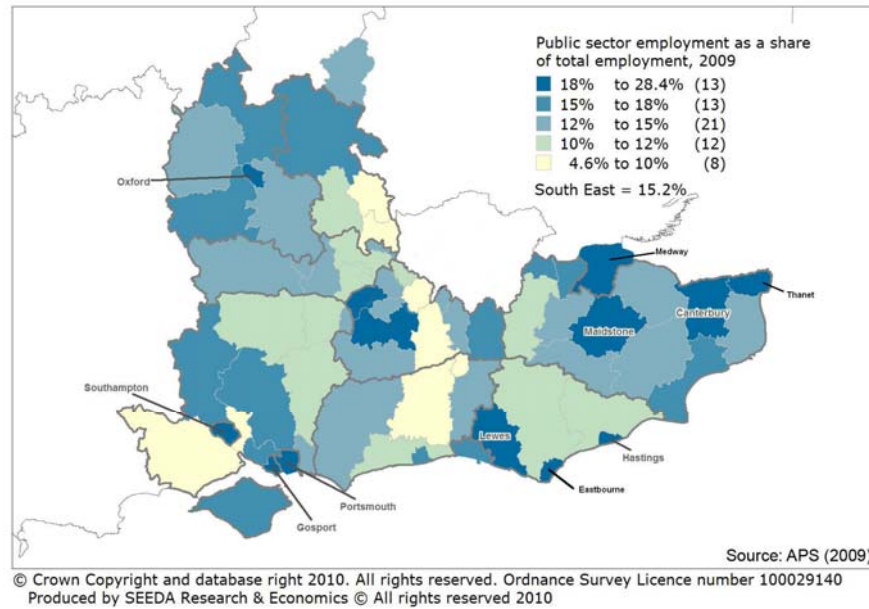 Public sector employment as a share
of total employment, 2009
18% to 28.4% (13)
15% to 18% (13)
12% to 15% (21)
10% to 12% (12)
4.6% to 10% (8)
South East = 15.2%
Oxford
Medway
Thanet
Canterbury
Maidstone
Southampton
Lewes
Hastings
Eastbourne
Portsmouth
Gosport
Source: APS (2009)
© Crown Copyright and database right 2010. All rights reserved. Ordnance Survey Licence number 100029140
Produced by SEEDA Research & Economics © All rights reserved 2010